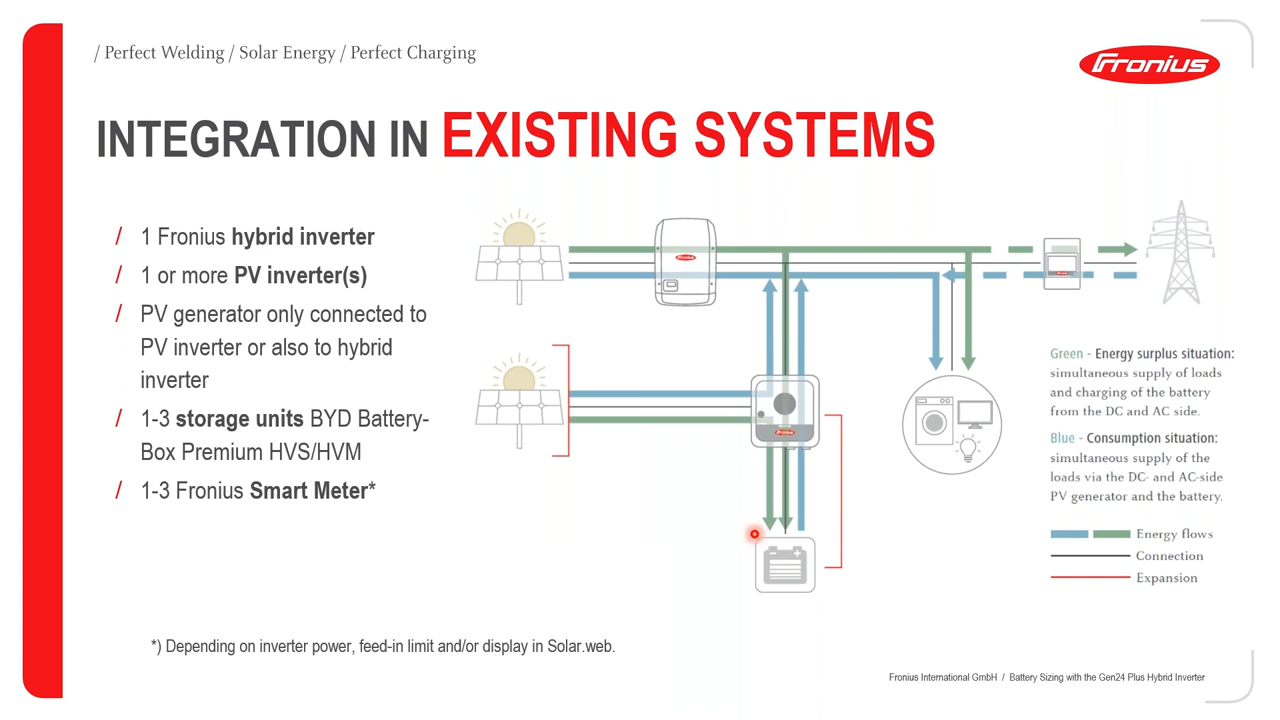 / Perfect Welding / Solar Energy / Perfect Charging
Fronius
INTEGRATION IN EXISTING SYSTEMS
/ 1 Fronius hybrid inverter
/ 1 or more PV inverter(s)
/ PV generator only connected to
PV inverter or also to hybrid
inverter
/ 1-3 storage units BYD Battery-
Box Premium HVS/HVM
/ 1-3 Fronius Smart Meter*
Fronius
Fronius
Green - Energy surplus situation:
simultaneous supply of loads
and charging of the battery
from the DC and AC side.
Blue - Consumption situation:
simultaneous supply of the
loads via the DC- and AC-side
PV generator and the battery.
Energy flows
Connection
Expansion
*) Depending on inverter power, feed-in limit and/or display in Solar.web.
Fronius International GmbH / Battery Sizing with the Gen24 Plus Hybrid Inverter